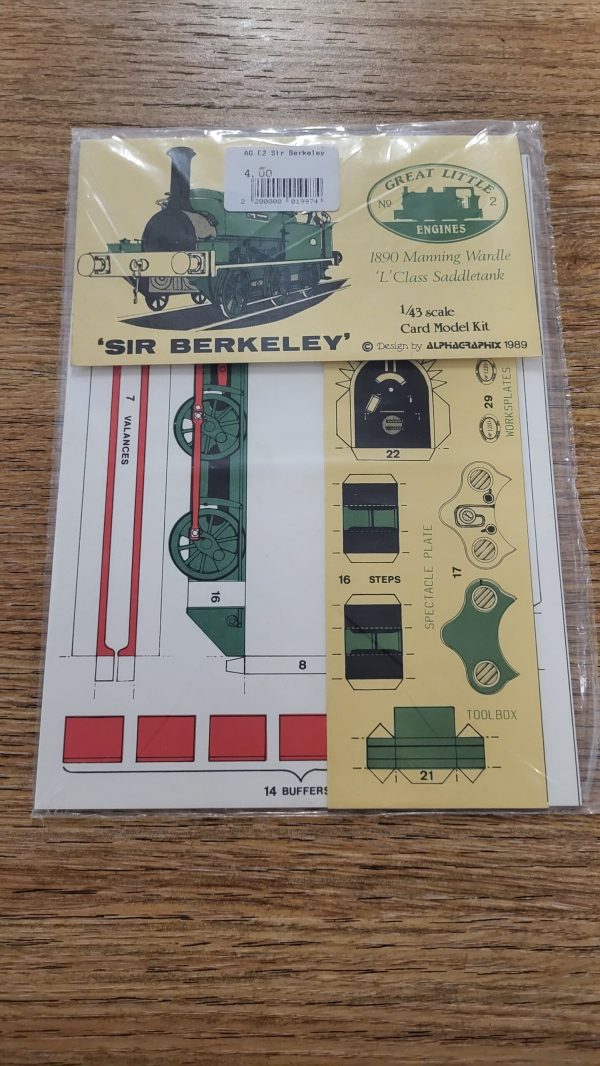 AG E2 Sir Berkeley
4.00
2 200000 019974
GREAT LITTLE
No 2
ENGINES
1890 Manning Wardle
'L' Class Saddletank
1/43 scale
Card Model Kit
'SIR BERKELEY'
© Design by ALPHAGRAPHIX 1989
7 VALANCES
22
29
WORKSPLATES
16
16 STEPS
SPECTACLE PLATE
17
8
TOOLBOX
21
14 BUFFERS